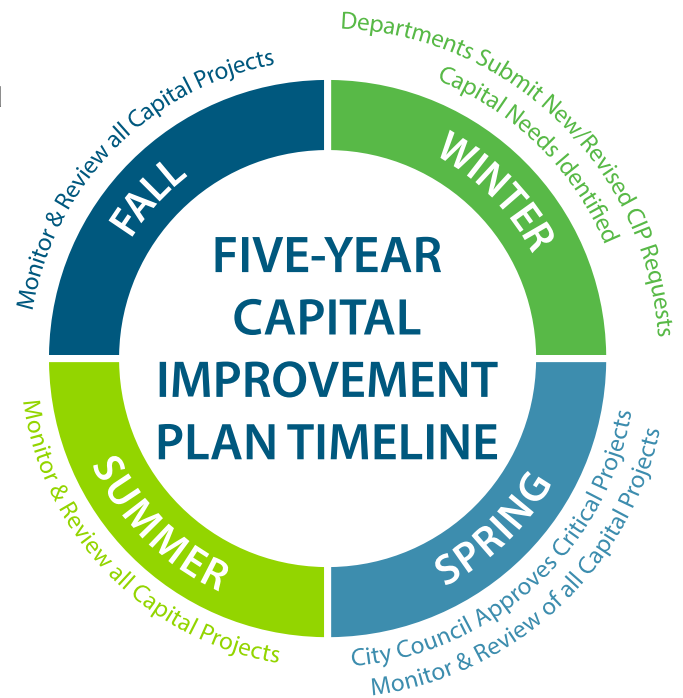 FIVE-YEAR
CAPITAL
IMPROVEMENT
PLAN TIMELINE
WINTER
Departments Submit New/Revised CIP Requests
Capital Needs Identified
SPRING
City Council Approves Critical Projects
Monitor & Review of all Capital Projects
SUMMER
Monitor & Review all Capital Projects
FALL
Monitor & Review all Capital Projects